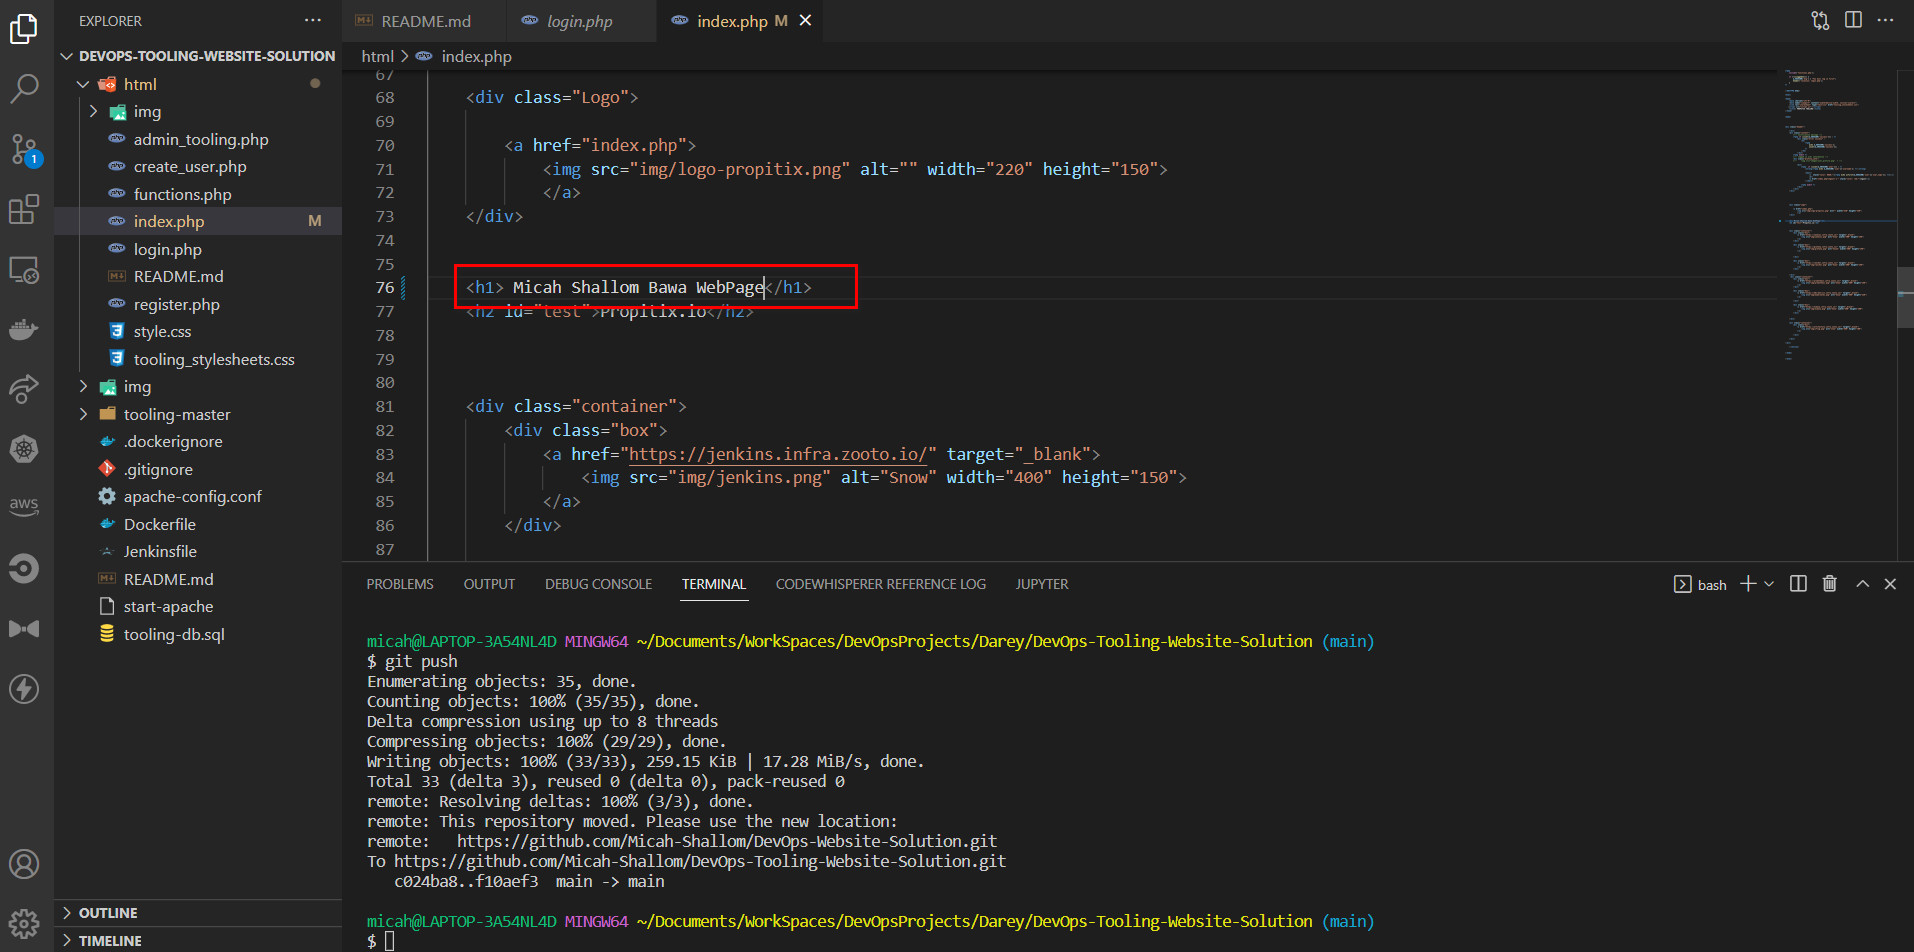 EXPLORER
DEVOPS-TOOLING-WEBSITE-SOLUTION
html
img
admin_tooling.php
create_user.php
functions.php
index.php M
login.php
README.md
register.php
style.css
tooling_stylesheets.css
img
tooling-master
.dockerignore
.gitignore
apache-config.conf
Dockerfile
Jenkinsfile
README.md
start-apache
tooling-db.sql
OUTLINE
TIMELINE
1
aws
README.md login.php index.php M
html > index.php
67
68 <div class="Logo">
69
70 <a href="index.php">
71 <img src="img/logo-propitix.png" alt="" width="220" height="150">
72 </a>
73 </div>
74
75
76 <h1> Micah Shallom Bawa WebPage</h1>
77 <h2 id="test">Propitix.io</h2>
78
79
80
81 <div class="container">
82 <div class="box">
83 <a href="https://jenkins.infra.zooto.io/" target="_blank">
84 <img src="img/jenkins.png" alt="Snow" width="400" height="150">
85 </a>
86 </div>
87
PROBLEMS OUTPUT DEBUG CONSOLE TERMINAL CODEWHISPERER REFERENCE LOG JUPYTER bash
micah@LAPTOP-3A54NL4D MINGW64 ~/Documents/WorkSpaces/DevOpsProjects/Darey/DevOps-Tooling-Website-Solution (main)
$ git push
Enumerating objects: 35, done.
Counting objects: 100% (35/35), done.
Delta compression using up to 8 threads
Compressing objects: 100% (29/29), done.
Writing objects: 100% (33/33), 259.15 KiB | 17.28 MiB/s, done.
Total 33 (delta 3), reused 0 (delta 0), pack-reused 0
remote: Resolving deltas: 100% (3/3), done.
remote: This repository moved. Please use the new location:
remote:   https://github.com/Micah-Shallom/DevOps-Website-Solution.git
To https://github.com/Micah-Shallom/DevOps-Tooling-Website-Solution.git
c024ba8..f10aef3  main -> main
micah@LAPTOP-3A54NL4D MINGW64 ~/Documents/WorkSpaces/DevOpsProjects/Darey/DevOps-Tooling-Website-Solution (main)
$